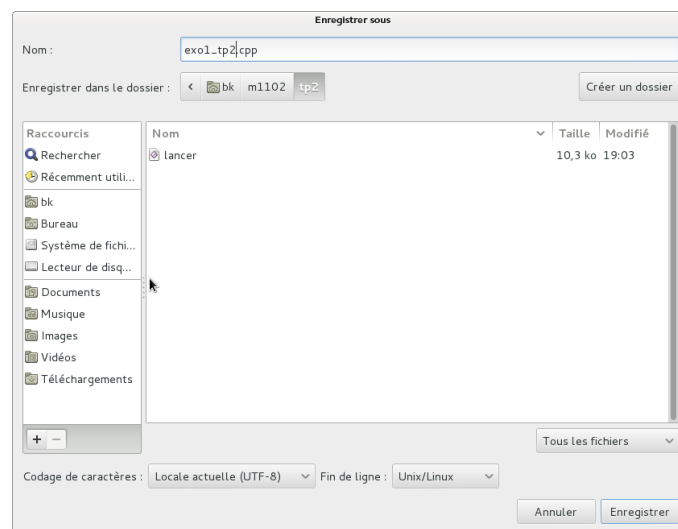 Enregistrer sous
Nom : exo1_tp2.cpp
Enregistrer dans le dossier : bk m1102 tp2 Créer un dossier
Raccourcis Nom Taille Modifié
Rechercher lancer 10,3 ko 19:03
Récemment utili...
bk
Bureau
Système de fichi...
Lecteur de disq...
Documents
Musique
Images
Vidéos
Téléchargements
+ − Tous les fichiers
Codage de caractères : Locale actuelle (UTF-8) Fin de ligne : Unix/Linux
Annuler Enregistrer